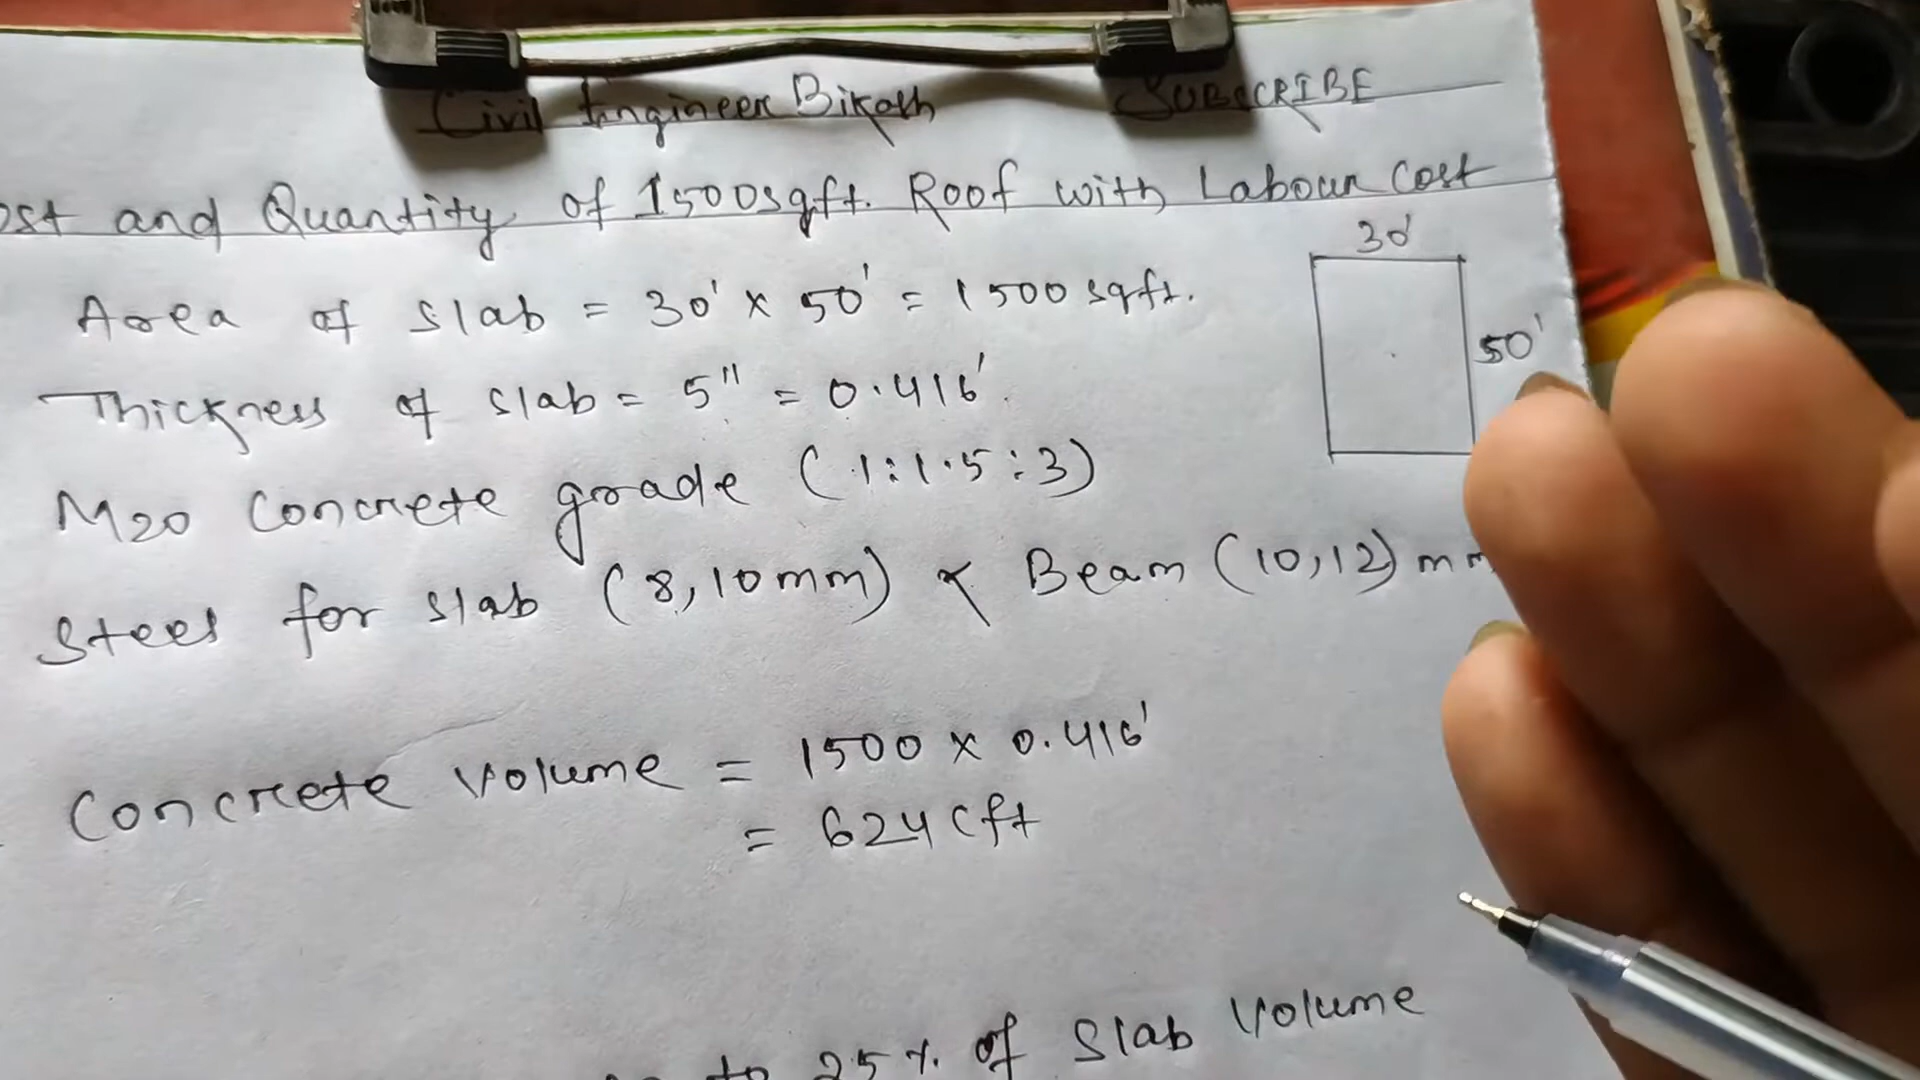 Civil Engineer Bikash SUBSCRIBE
and Quantity of 1500sqft. Roof with Labour Cost
30'
Area of slab = 30' x 50' = 1500 sqft.
50'
Thickness of slab = 5" = 0.416'
M20 concrete grade (1:1.5:3)
Steel for slab (8,10mm) & Beam (10,12) mm
Concrete volume = 1500 x 0.416'
= 624 cft
to 25% of slab volume